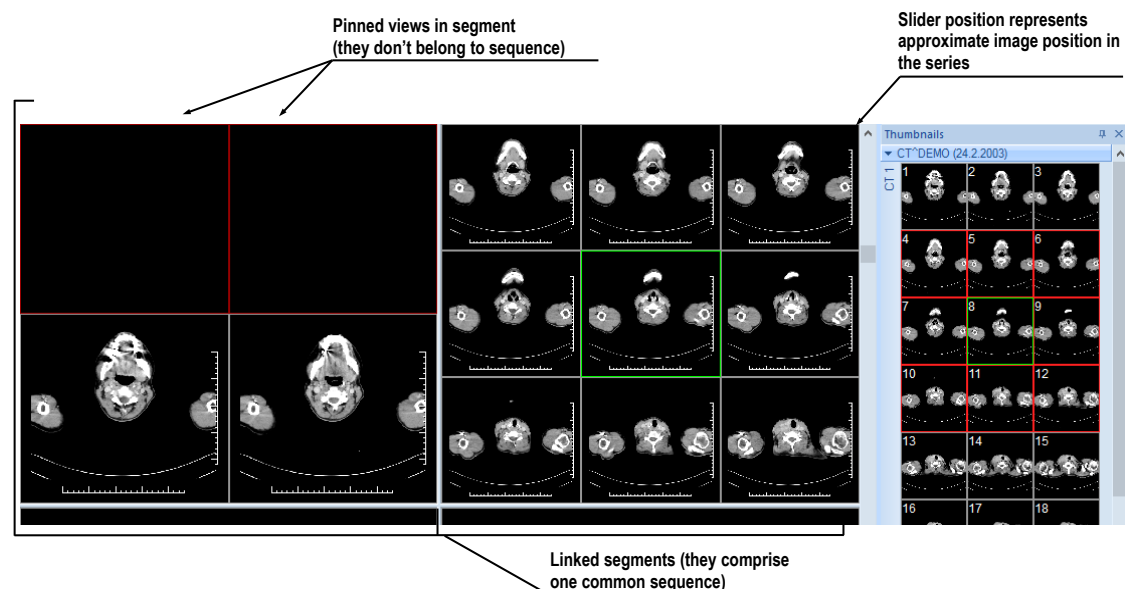 Pinned views in segment
(they don't belong to sequence)
Slider position represents
approximate image position in
the series
Thumbnails
CT^DEMO (24.2.2003)
CT 1
1 2 3
4 5 6
7 8 9
10 11 12
13 14 15
16 17 18
Linked segments (they comprise
one common sequence)